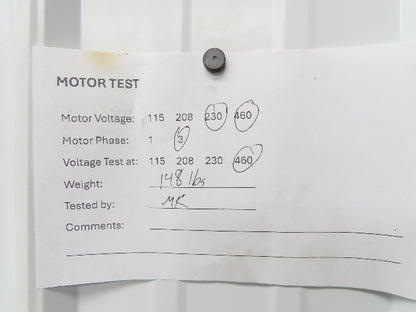 MOTOR TEST
Motor Voltage: 115 208 230 460
Motor Phase: 1 3
Voltage Test at: 115 208 230 460
Weight: 148 lbs
Tested by: MK
Comments: